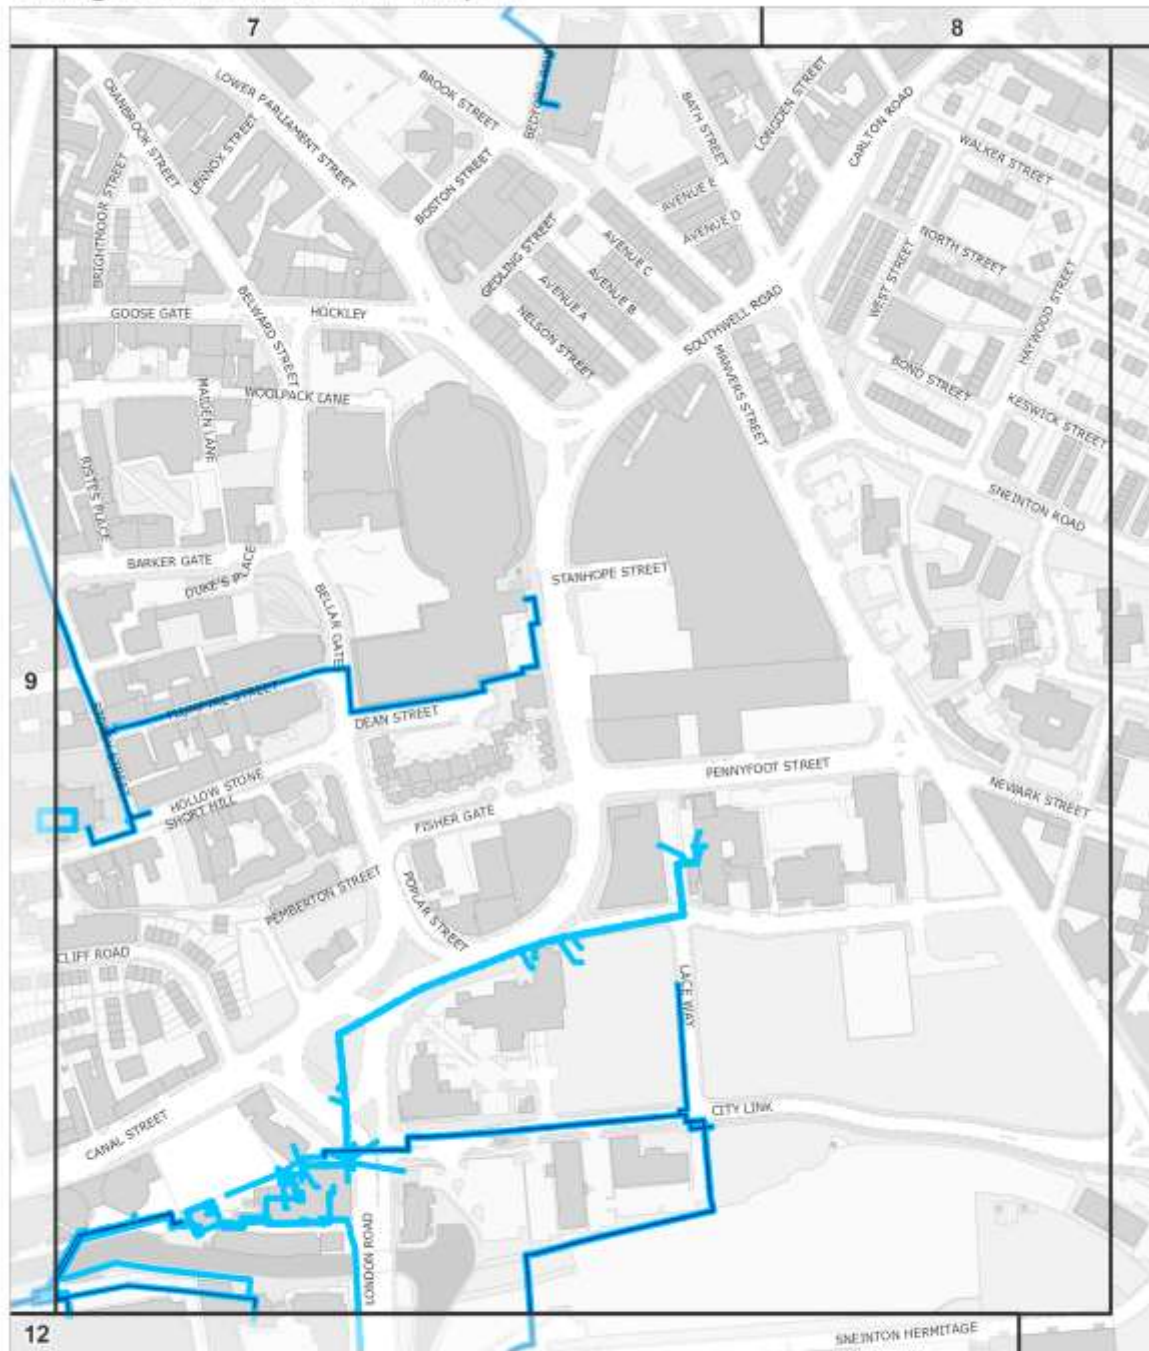 7
8
CRANBROOK STREET
LOWER PARLIAMENT STREET
BROOK STREET
BATH STREET
LONGDEN STREET
CARLTON ROAD
WALKER STREET
LENNOX STREET
BRIGHTMOOR STREET
BOSTON STREET
AVENUE E
AVENUE D
AVENUE C
AVENUE B
AVENUE A
GEDLING STREET
NORTH STREET
WEST STREET
HAYWOOD STREET
GOOSE GATE
BELWARD STREET
HOCKLEY
NELSON STREET
SOUTHWELL ROAD
MANVERS STREET
BOND STREET
KESWICK STREET
MAIDEN LANE
WOOLPACK LANE
SNEINTON ROAD
BARKER GATE
DUKE'S PLACE
BELLAR GATE
STANHOPE STREET
9
DEAN STREET
HOLLOW STONE
SHORT HILL
PENNYFOOT STREET
NEWARK STREET
FISHER GATE
PEMBERTON STREET
POPLAR STREET
CLIFF ROAD
LACE WAY
CANAL STREET
CITY LINK
LONDON ROAD
12
SNEINTON HERMITAGE